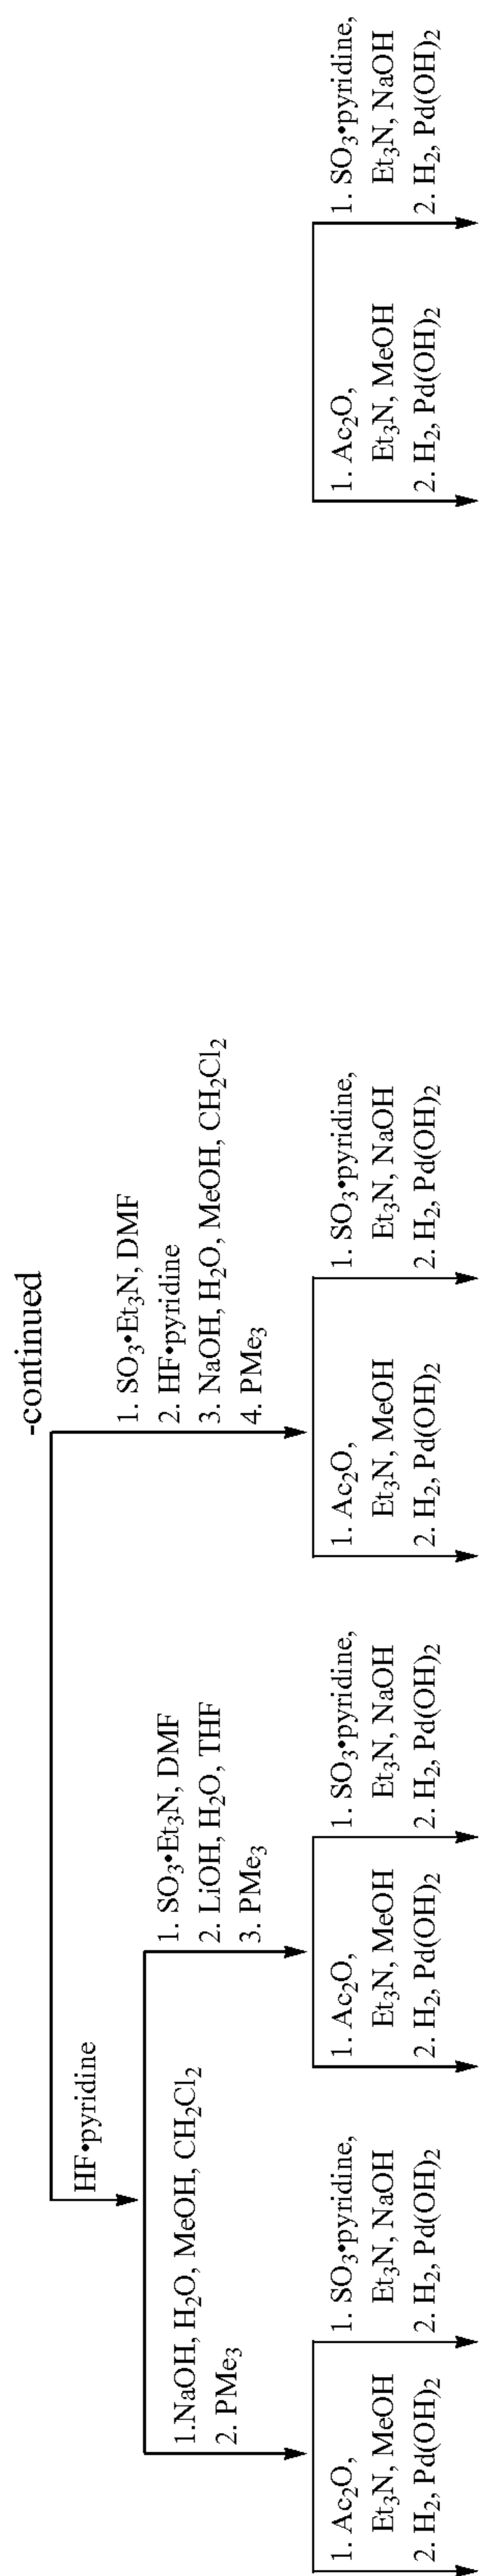 -continued
HF•pyridine
1. SO3•Et3N, DMF
2. HF•pyridine
3. NaOH, H2O, MeOH, CH2Cl2
4. PMe3
1.NaOH, H2O, MeOH, CH2Cl2
2. PMe3
1. SO3•Et3N, DMF
2. LiOH, H2O, THF
3. PMe3
1. Ac2O,
Et3N, MeOH
2. H2, Pd(OH)2
1. SO3•pyridine,
Et3N, NaOH
2. H2, Pd(OH)2
1. Ac2O,
Et3N, MeOH
2. H2, Pd(OH)2
1. SO3•pyridine,
Et3N, NaOH
2. H2, Pd(OH)2
1. Ac2O,
Et3N, MeOH
2. H2, Pd(OH)2
1. SO3•pyridine,
Et3N, NaOH
2. H2, Pd(OH)2
1. Ac2O,
Et3N, MeOH
2. H2, Pd(OH)2
1. SO3•pyridine,
Et3N, NaOH
2. H2, Pd(OH)2